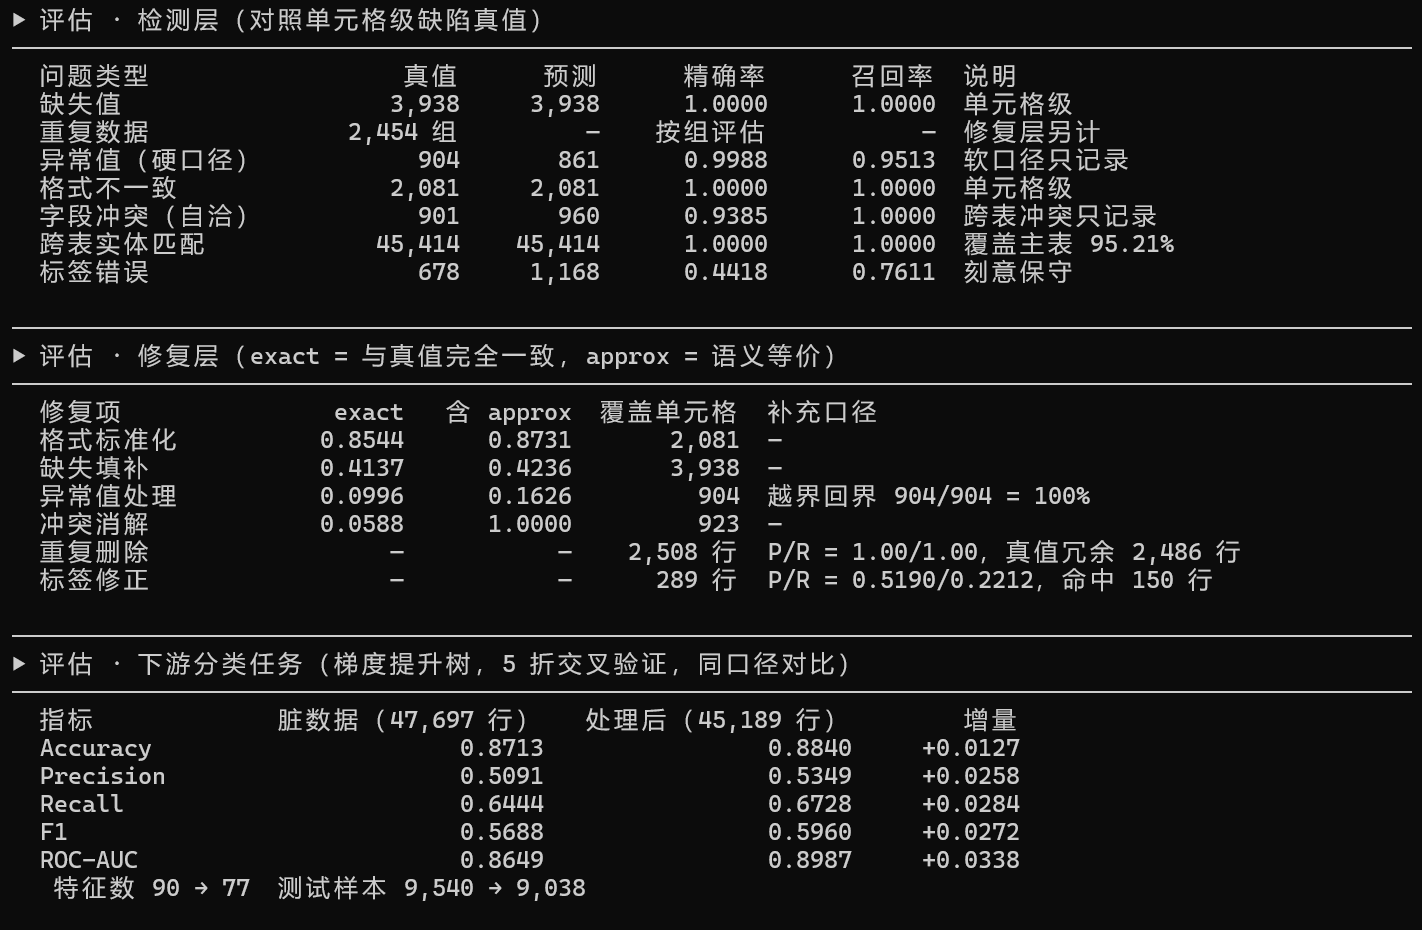 ▶ 评估 · 检测层（对照单元格级缺陷真值）
问题类型 真值 预测 精确率 召回率 说明
缺失值 3,938 3,938 1.0000 1.0000 单元格级
重复数据 2,454 组 — 按组评估 — 修复层另计
异常值（硬口径） 904 861 0.9988 0.9513 软口径只记录
格式不一致 2,081 2,081 1.0000 1.0000 单元格级
字段冲突（自洽） 901 960 0.9385 1.0000 跨表冲突只记录
跨表实体匹配 45,414 45,414 1.0000 1.0000 覆盖主表 95.21%
标签错误 678 1,168 0.4418 0.7611 刻意保守
▶ 评估 · 修复层（exact = 与真值完全一致，approx = 语义等价）
修复项 exact 含 approx 覆盖单元格 补充口径
格式标准化 0.8544 0.8731 2,081 —
缺失填补 0.4137 0.4236 3,938 —
异常值处理 0.0996 0.1626 904 越界回界 904/904 = 100%
冲突消解 0.0588 1.0000 923 —
重复删除 — — 2,508 行 P/R = 1.00/1.00，真值冗余 2,486 行
标签修正 — — 289 行 P/R = 0.5190/0.2212，命中 150 行
▶ 评估 · 下游分类任务（梯度提升树，5 折交叉验证，同口径对比）
指标 脏数据（47,697 行） 处理后（45,189 行） 增量
Accuracy 0.8713 0.8840 +0.0127
Precision 0.5091 0.5349 +0.0258
Recall 0.6444 0.6728 +0.0284
F1 0.5688 0.5960 +0.0272
ROC-AUC 0.8649 0.8987 +0.0338
特征数 90 → 77 测试样本 9,540 → 9,038